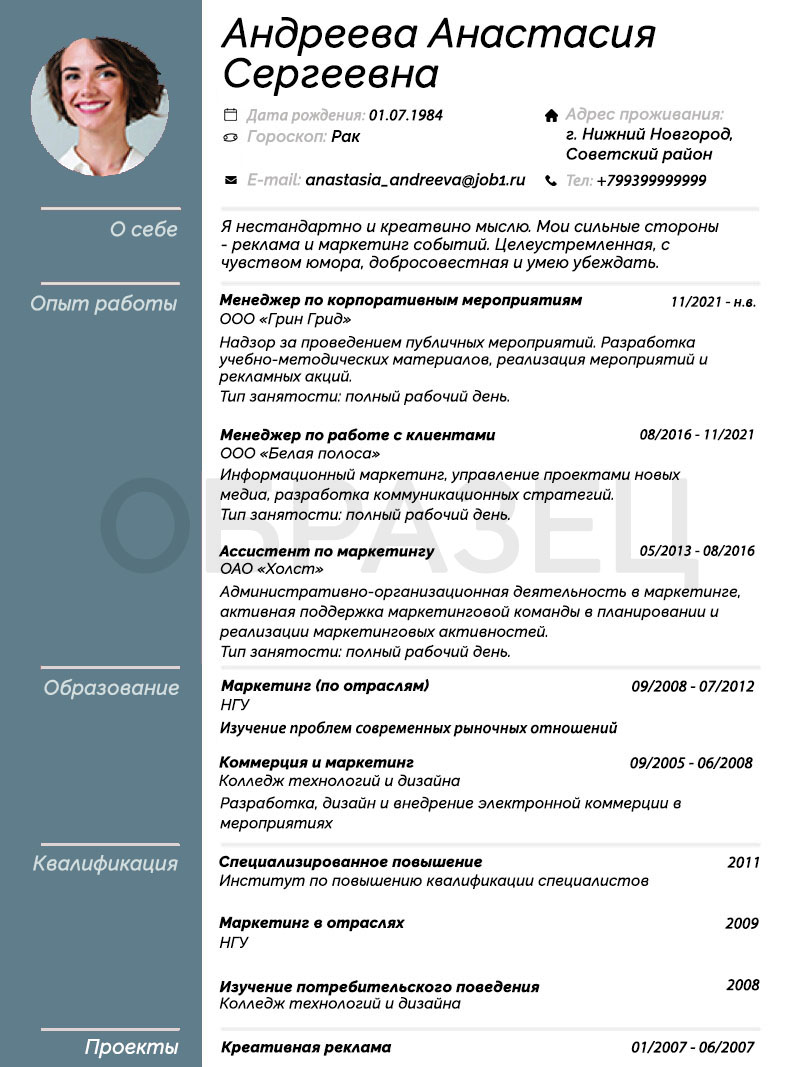 Андреева Анастасия
Сергеевна
Дата рождения: 01.07.1984
Гороскоп: Рак
E-mail: anastasia_andreeva@job1.ru
Адрес проживания:
г. Нижний Новгород,
Советский район
Тел: +799399999999
О себе
Я нестандартно и креатвино мыслю. Мои сильные стороны
- реклама и маркетинг событий. Целеустремленная, с
чувством юмора, добросовестная и умею убеждать.
Опыт работы
Менеджер по корпоративным мероприятиям 11/2021 - н.в.
ООО «Грин Грид»
Надзор за проведением публичных мероприятий. Разработка
учебно-методических материалов, реализация мероприятий и
рекламных акций.
Тип занятости: полный рабочий день.
Менеджер по работе с клиентами 08/2016 - 11/2021
ООО «Белая полоса»
Информационный маркетинг, управление проектами новых
медиа, разработка коммуникационных стратегий.
Тип занятости: полный рабочий день.
ОБРАЗЕЦ
Ассистент по маркетингу 05/2013 - 08/2016
ОАО «Холст»
Административно-организационная деятельность в маркетинге,
активная поддержка маркетинговой команды в планировании и
реализации маркетинговых активностей.
Тип занятости: полный рабочий день.
Образование
Маркетинг (по отраслям) 09/2008 - 07/2012
НГУ
Изучение проблем современных рыночных отношений
Коммерция и маркетинг 09/2005 - 06/2008
Колледж технологий и дизайна
Разработка, дизайн и внедрение электронной коммерции в
мероприятиях
Квалификация
Специализированное повышение 2011
Институт по повышению квалификации специалистов
Маркетинг в отраслях 2009
НГУ
Изучение потребительского поведения 2008
Колледж технологий и дизайна
Проекты
Креативная реклама 01/2007 - 06/2007